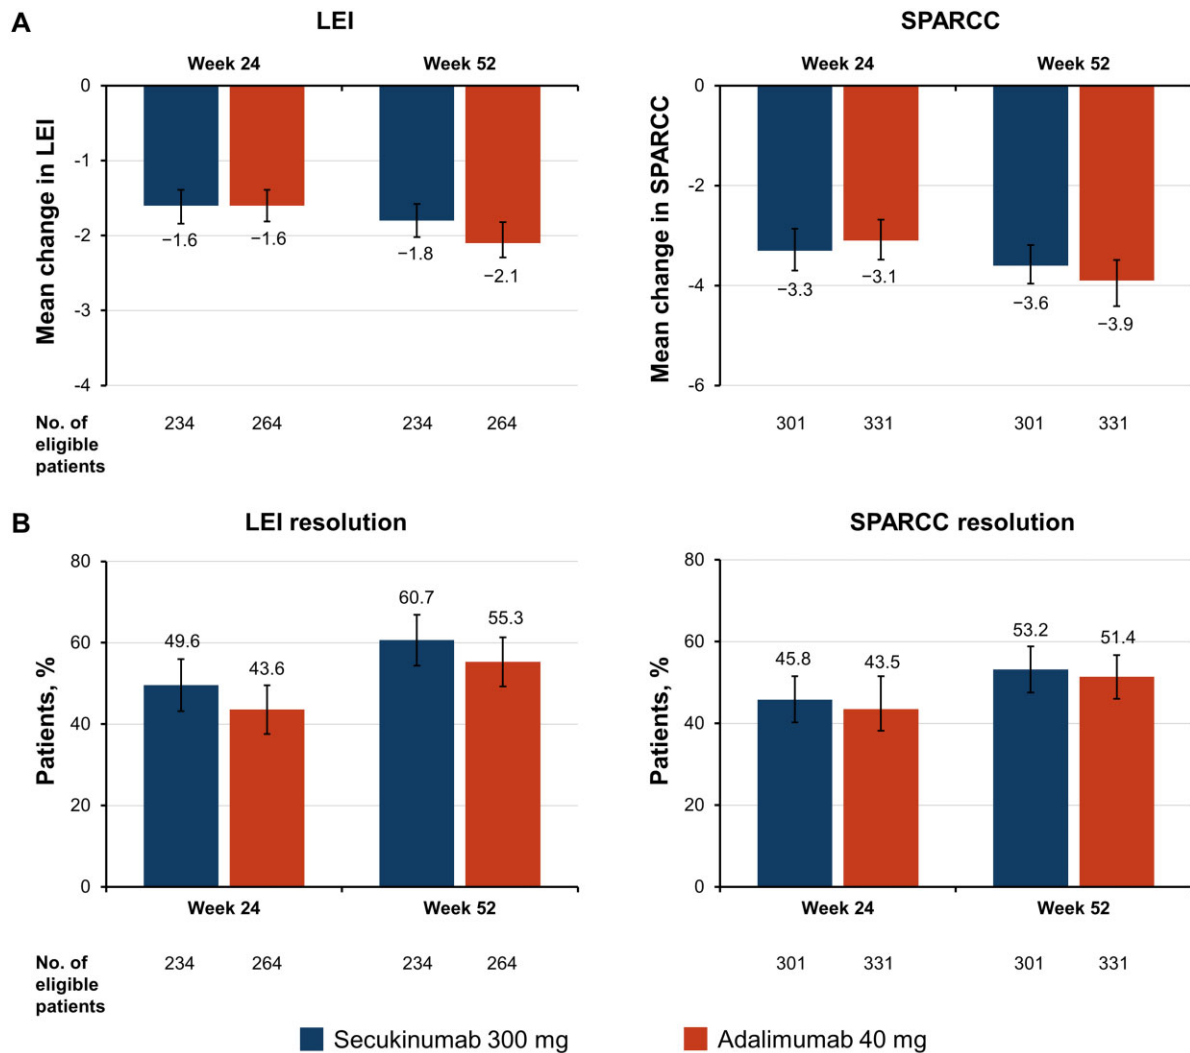 A
LEI
SPARCC
Week 24
Week 52
Week 24
Week 52
Mean change in LEI
0
-1
-2
-3
-4
−1.6
−1.6
−1.8
−2.1
Mean change in SPARCC
0
-2
-4
-6
−3.3
−3.1
−3.6
−3.9
No. of
eligible
patients
234
264
234
264
301
331
301
331
B
LEI resolution
SPARCC resolution
Patients, %
80
60
40
20
0
49.6
43.6
60.7
55.3
Patients, %
80
60
40
20
0
45.8
43.5
53.2
51.4
Week 24
Week 52
Week 24
Week 52
No. of
eligible
patients
234
264
234
264
301
331
301
331
Secukinumab 300 mg
Adalimumab 40 mg